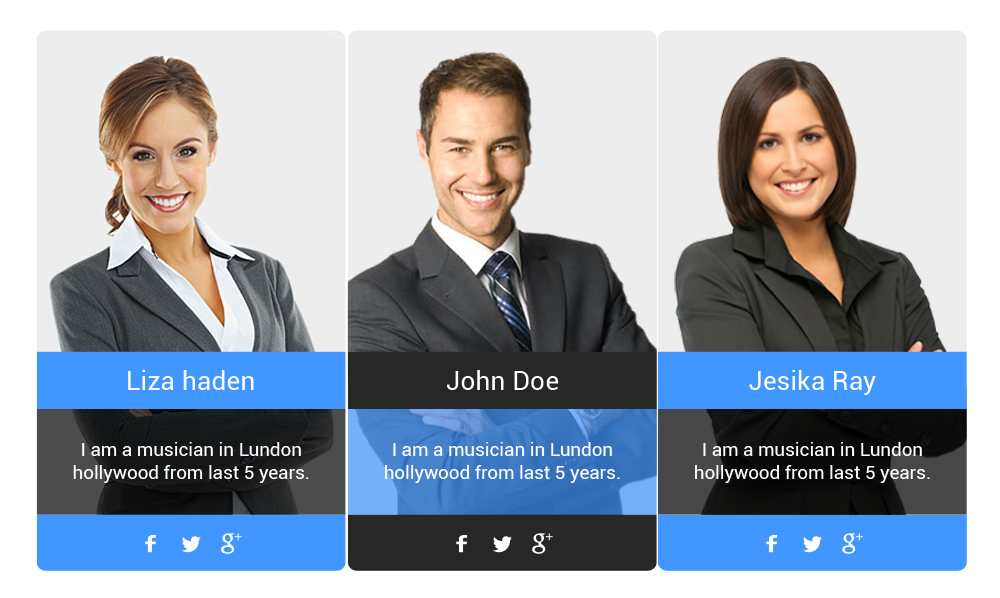 Liza haden
I am a musician in Lundon
hollywood from last 5 years.
John Doe
I am a musician in Lundon
hollywood from last 5 years.
Jesika Ray
I am a musician in Lundon
hollywood from last 5 years.